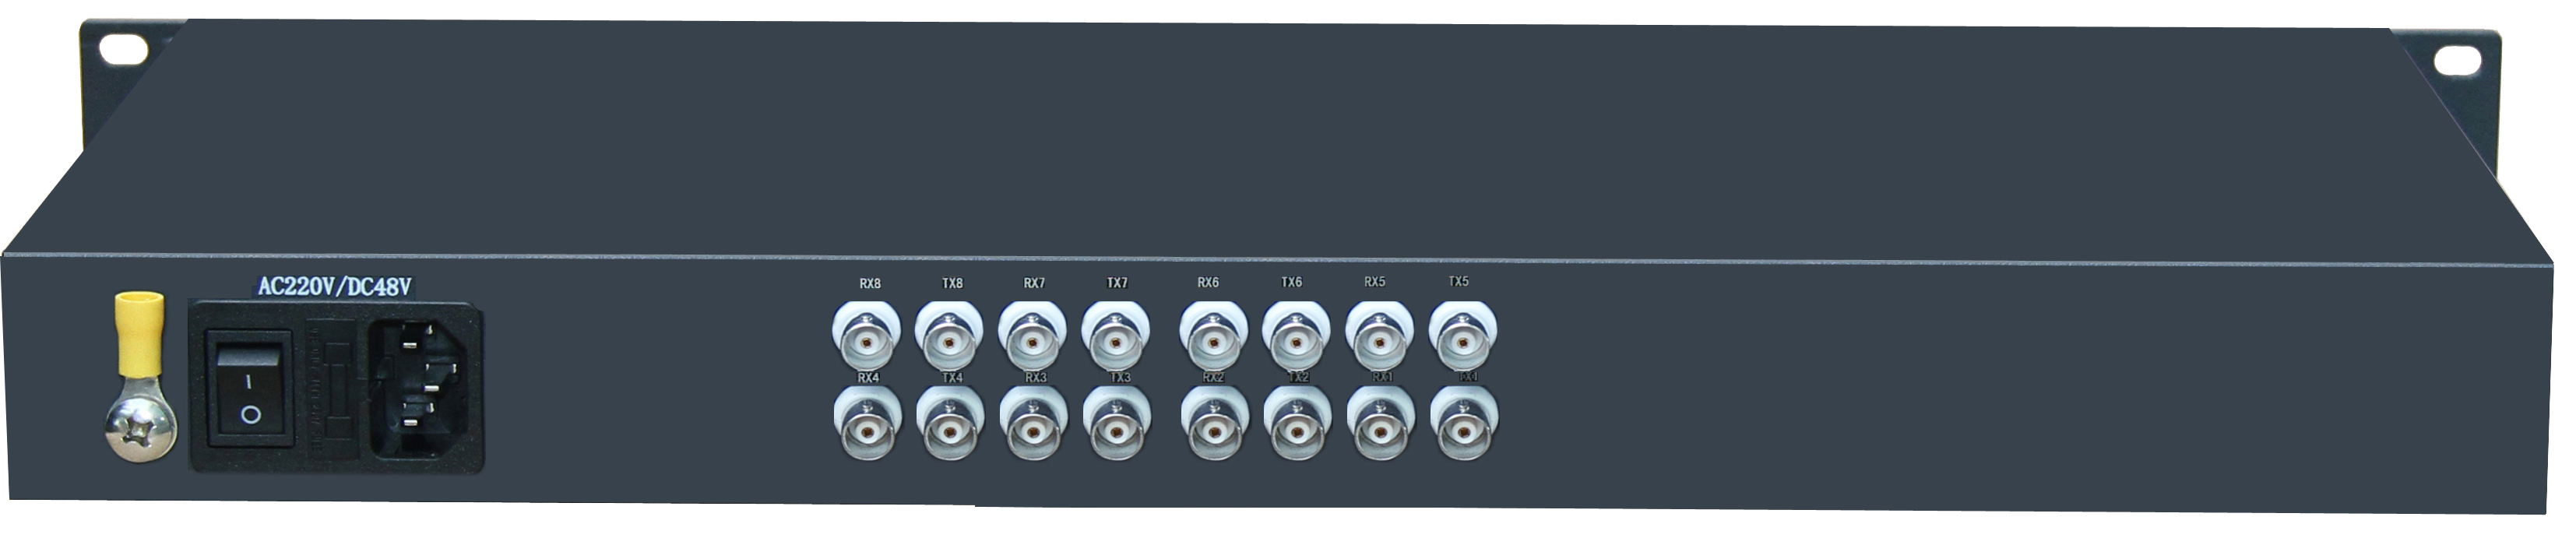 AC220V/DC48V
RX8 TX8 RX7 TX7 RX6 TX6 RX5 TX5
RX4 TX4 RX3 TX3 RX2 TX2 RX1 TX1